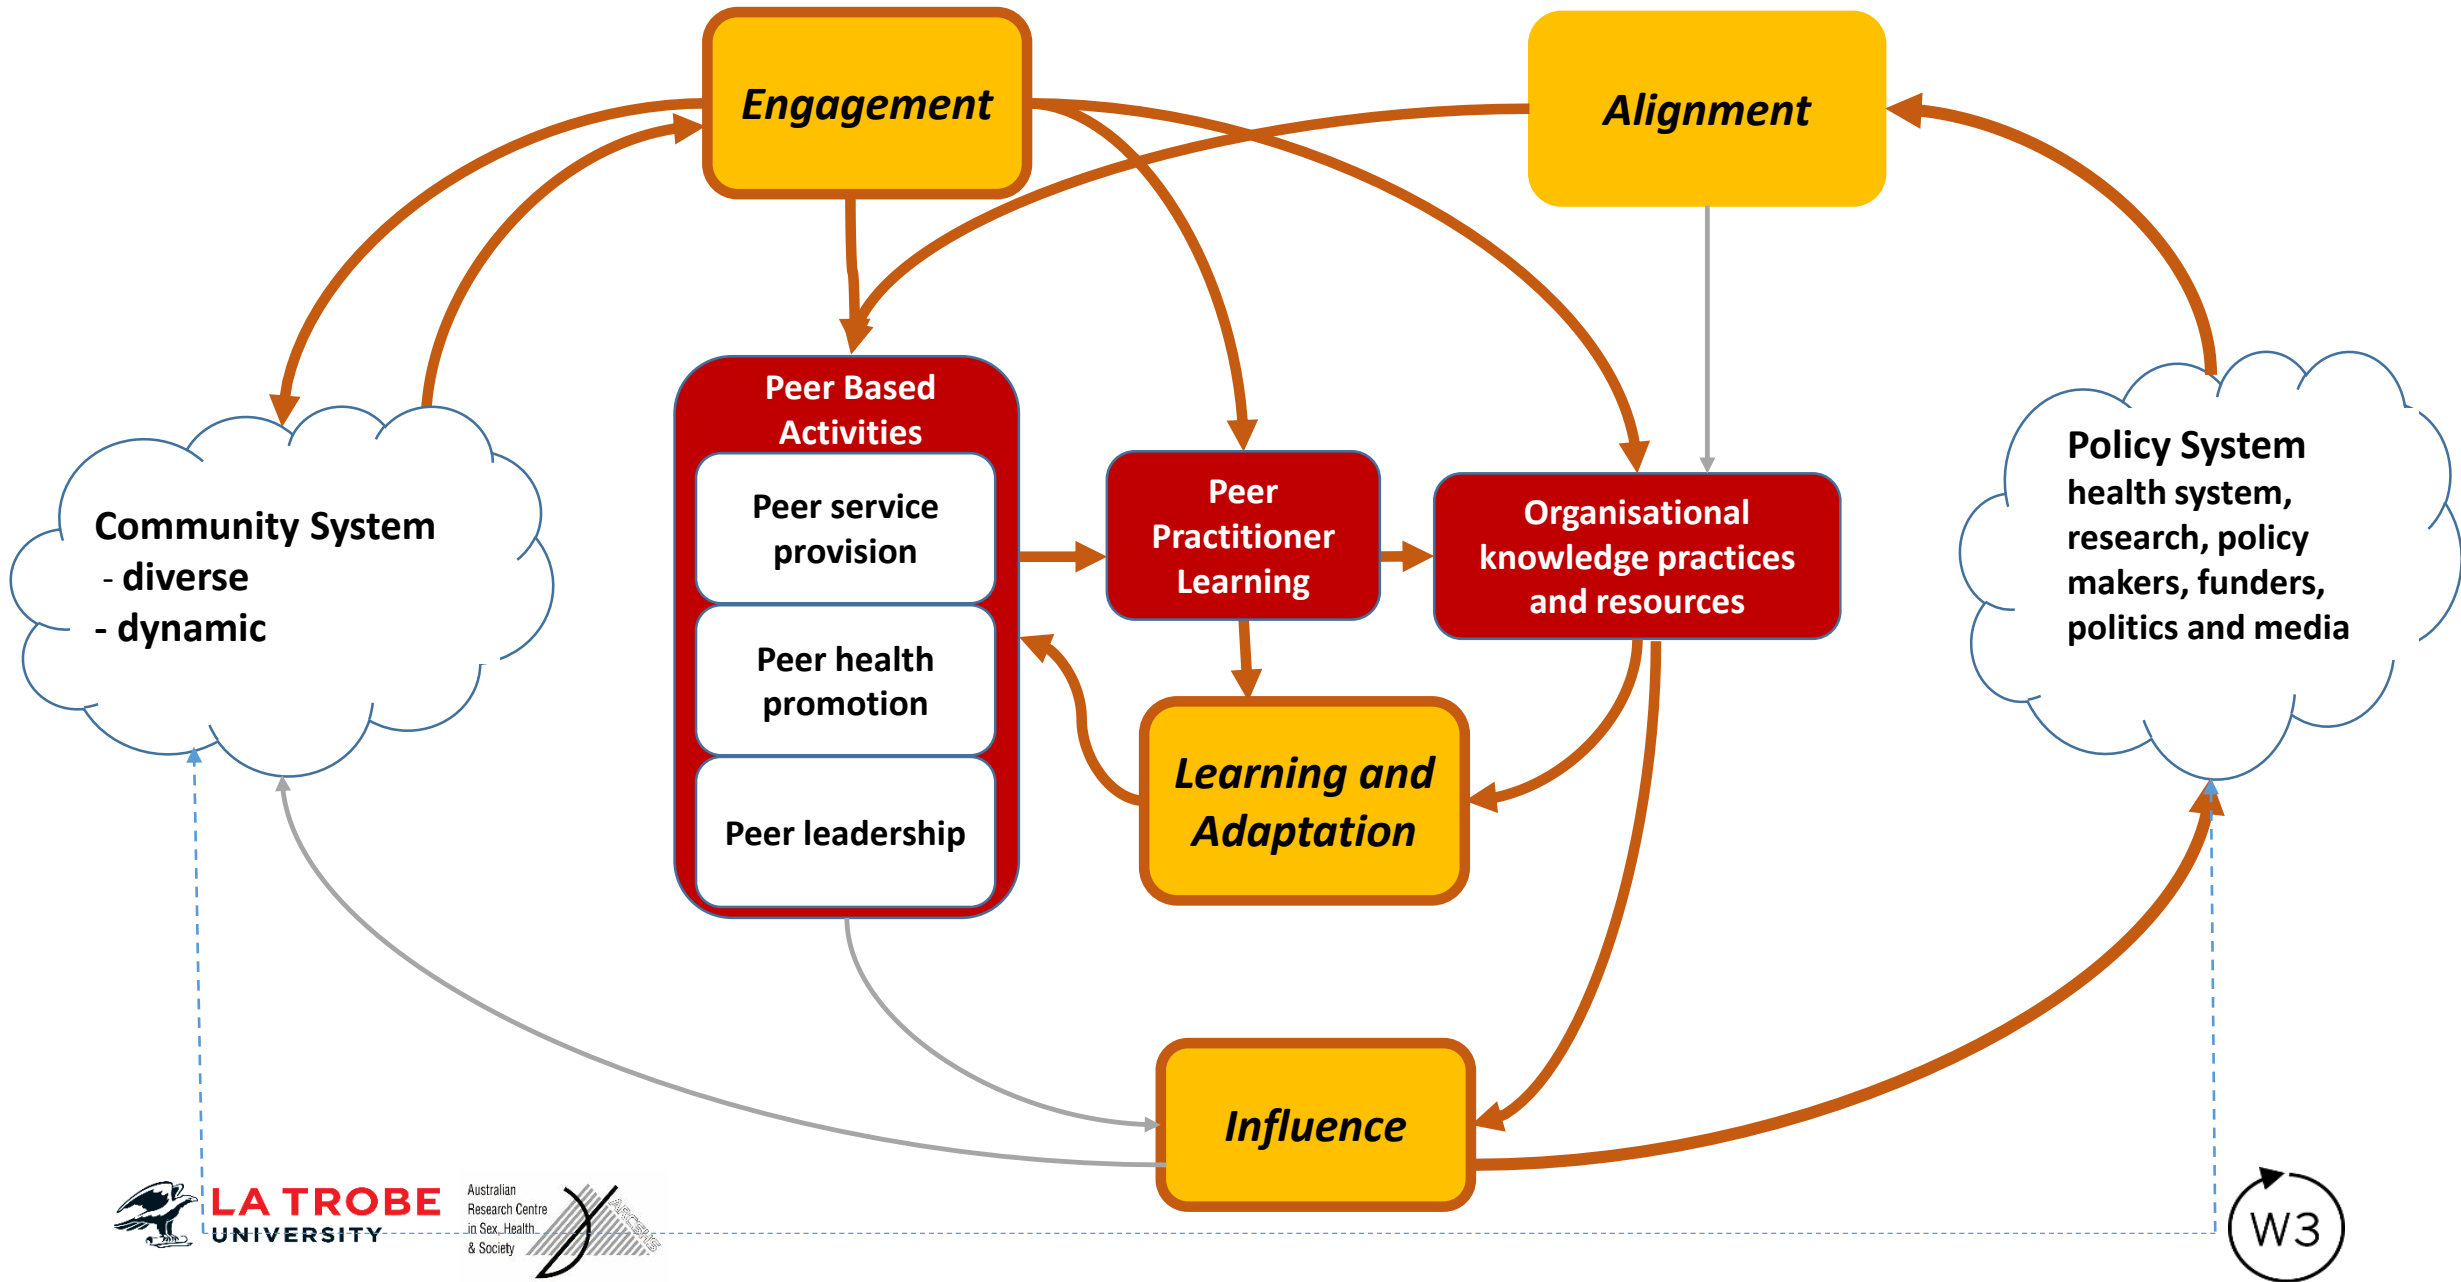 Engagement
Alignment
Peer Based
Activities
Peer service
provision
Peer health
promotion
Peer leadership
Peer
Practitioner
Learning
Organisational
knowledge practices
and resources
Community System
- diverse
- dynamic
Policy System
health system,
research, policy
makers, funders,
politics and media
Learning and
Adaptation
Influence
LA TROBE
UNIVERSITY
Australian
Research Centre
in Sex, Health
& Society
ARCSHS
W3